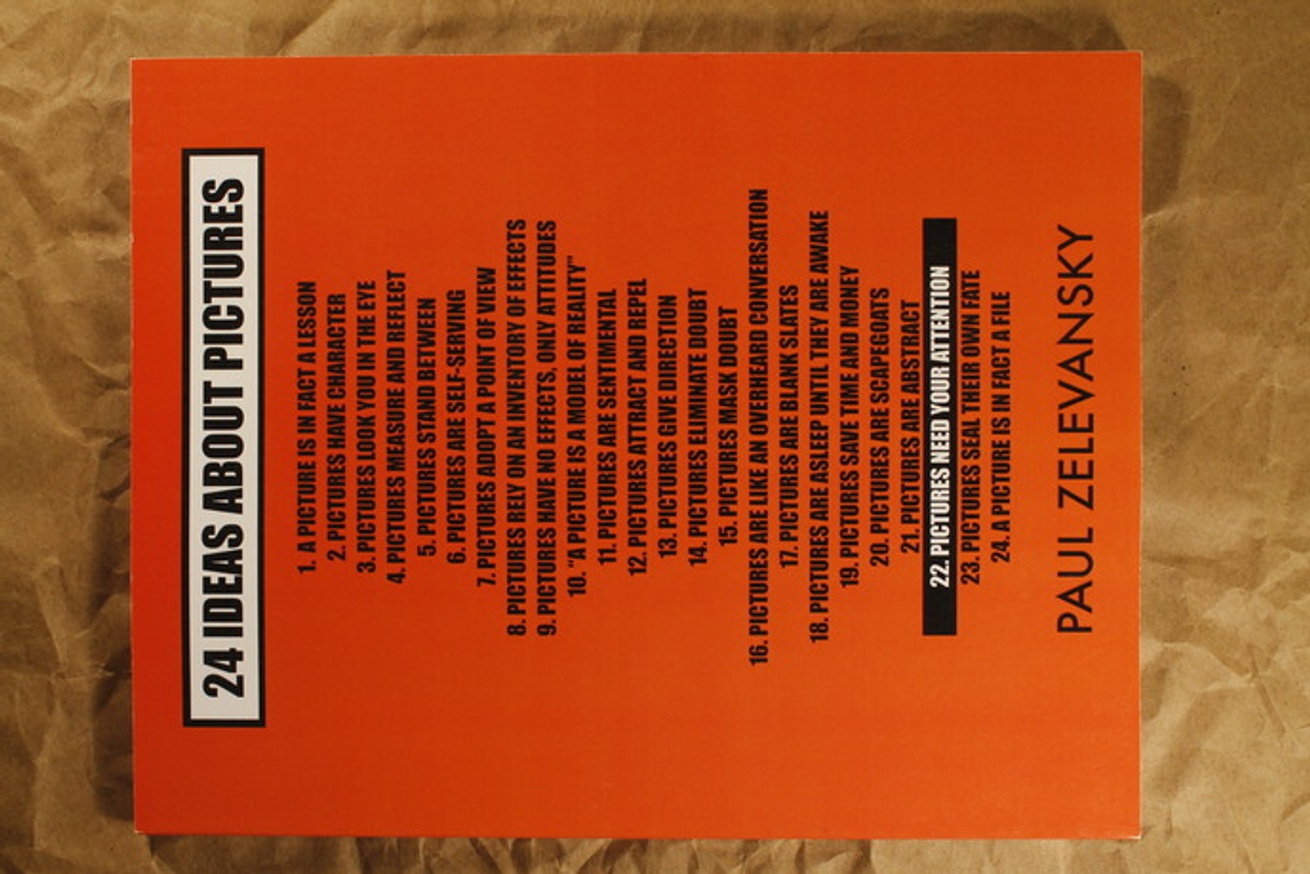 24 IDEAS ABOUT PICTURES
1. A PICTURE IS IN FACT A LESSON
2. PICTURES HAVE CHARACTER
3. PICTURES LOOK YOU IN THE EYE
4. PICTURES MEASURE AND REFLECT
5. PICTURES STAND BETWEEN
6. PICTURES ARE SELF-SERVING
7. PICTURES ADOPT A POINT OF VIEW
8. PICTURES RELY ON AN INVENTORY OF EFFECTS
9. PICTURES HAVE NO EFFECTS, ONLY ATTITUDES
10. "A PICTURE IS A MODEL OF REALITY"
11. PICTURES ARE SENTIMENTAL
12. PICTURES ATTRACT AND REPEL
13. PICTURES GIVE DIRECTION
14. PICTURES ELIMINATE DOUBT
15. PICTURES MASK DOUBT
16. PICTURES ARE LIKE AN OVERHEARD CONVERSATION
17. PICTURES ARE BLANK SLATES
18. PICTURES ARE ASLEEP UNTIL THEY ARE AWAKE
19. PICTURES SAVE TIME AND MONEY
20. PICTURES ARE SCAPEGOATS
21. PICTURES ARE ABSTRACT
22. PICTURES NEED YOUR ATTENTION
23. PICTURES SEAL THEIR OWN FATE
24. A PICTURE IS IN FACT A FILE
PAUL ZELEVANSKY